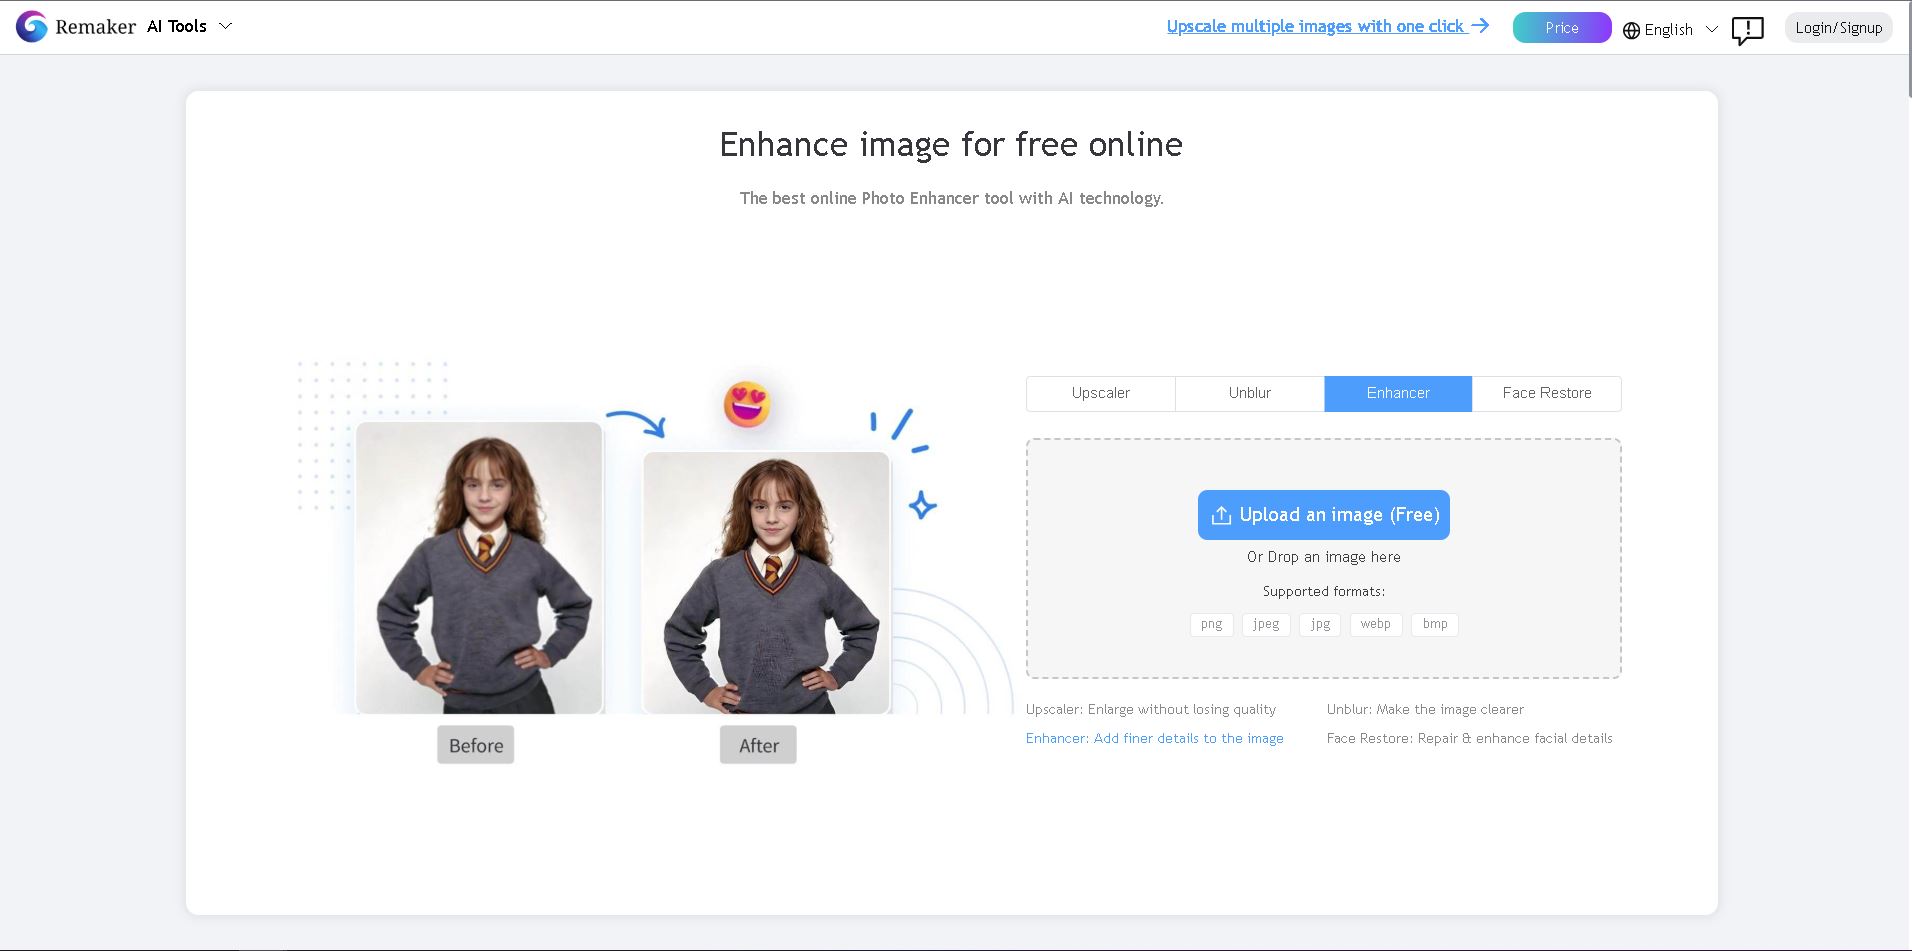 Remaker AI Tools
Upscale multiple images with one click
Price
English
Login/Signup
Enhance image for free online
The best online Photo Enhancer tool with AI technology.
Upscaler
Unblur
Enhancer
Face Restore
Upload an image (Free)
Or Drop an image here
Supported formats:
png jpeg jpg webp bmp
Upscaler: Enlarge without losing quality
Unblur: Make the image clearer
Enhancer: Add finer details to the image
Face Restore: Repair & enhance facial details
Before
After